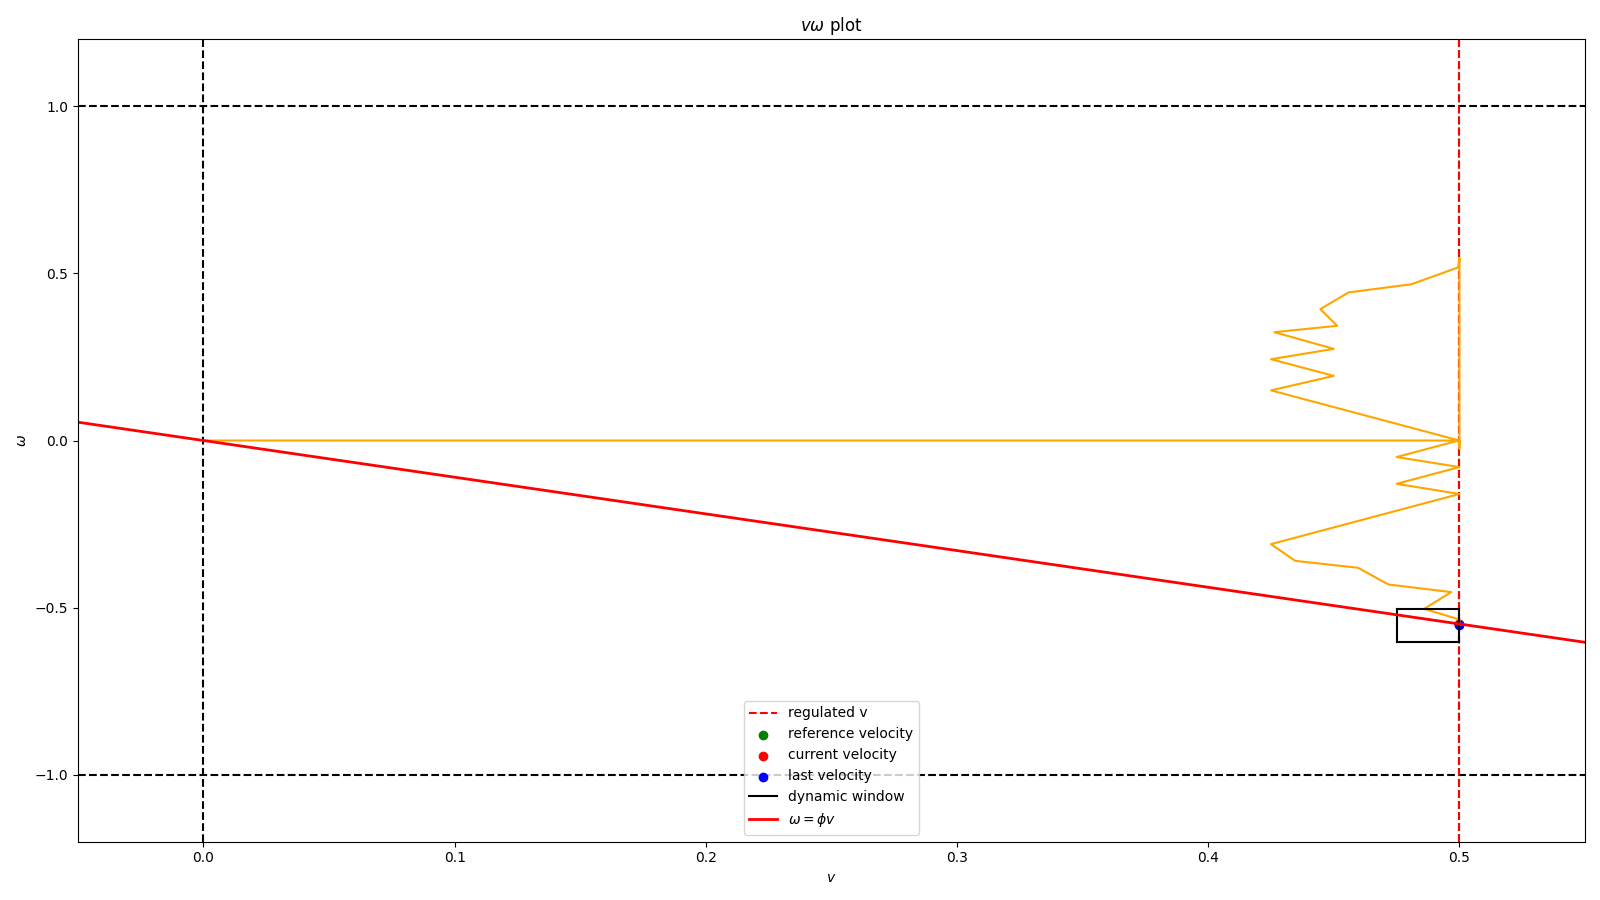 vω plot
1.0
0.5
0.0
−0.5
−1.0
ω
0.0 0.1 0.2 0.3 0.4 0.5
v
regulated v
reference velocity
current velocity
last velocity
dynamic window
ω = ϕv